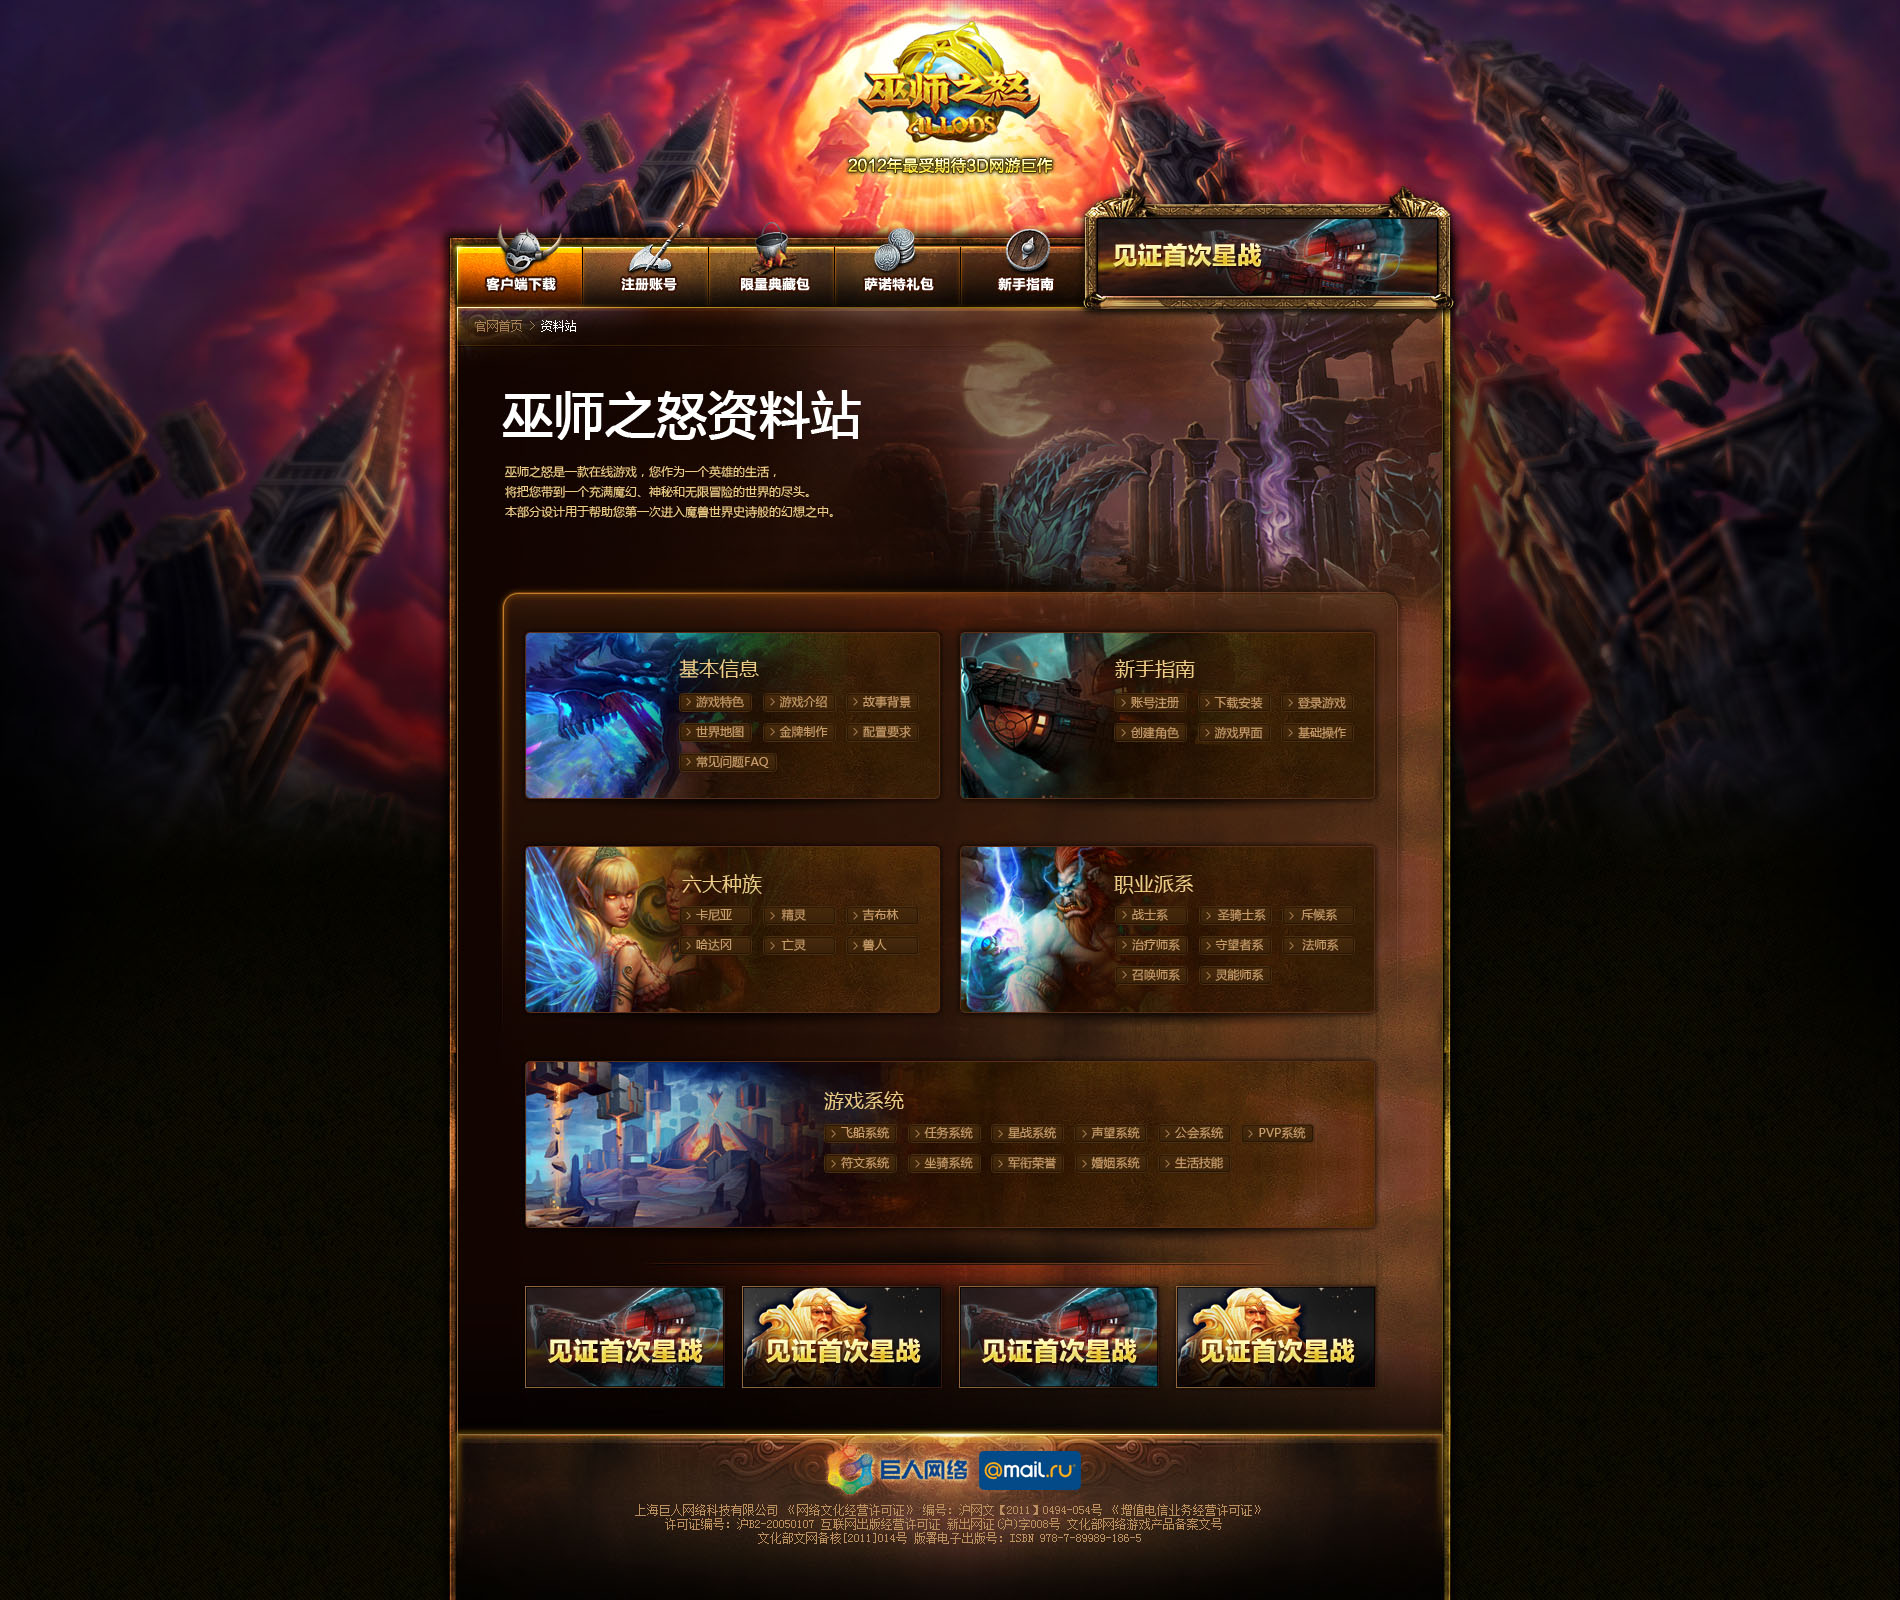 巫师之怒
ALLODS
2012年最受期待3D网游巨作
见证首次星战
客户端下载 注册账号 限量典藏包 萨诺特礼包 新手指南
官网首页 > 资料站
巫师之怒资料站
巫师之怒是一款在线游戏，您作为一个英雄的生活，
将把您带到一个充满魔幻、神秘和无限冒险的世界的尽头。
本部分设计用于帮助您第一次进入魔兽世界史诗般的幻想之中。
基本信息
> 游戏特色 > 游戏介绍 > 故事背景
> 世界地图 > 金牌制作 > 配置要求
> 常见问题FAQ
新手指南
> 账号注册 > 下载安装 > 登录游戏
> 创建角色 > 游戏界面 > 基础操作
六大种族
> 卡尼亚 > 精灵 > 吉布林
> 哈达冈 > 亡灵 > 兽人
职业派系
> 战士系 > 圣骑士系 > 斥候系
> 治疗师系 > 守望者系 > 法师系
> 召唤师系 > 灵能师系
游戏系统
> 飞船系统 > 任务系统 > 星战系统 > 声望系统 > 公会系统 > PVP系统
> 符文系统 > 坐骑系统 > 军衔荣誉 > 婚姻系统 > 生活技能
见证首次星战 见证首次星战 见证首次星战 见证首次星战
巨人网络 @mail.ru
上海巨人网络科技有限公司 《网络文化经营许可证》 编号：沪网文【2011】0494-054号 《增值电信业务经营许可证》
许可证编号：沪B2-20050107 互联网出版经营许可证 新出网证(沪)字008号 文化部网络游戏产品备案文号
文化部文网备核[2011]014号 版署电子出版号：ISBN 978-7-89989-186-5